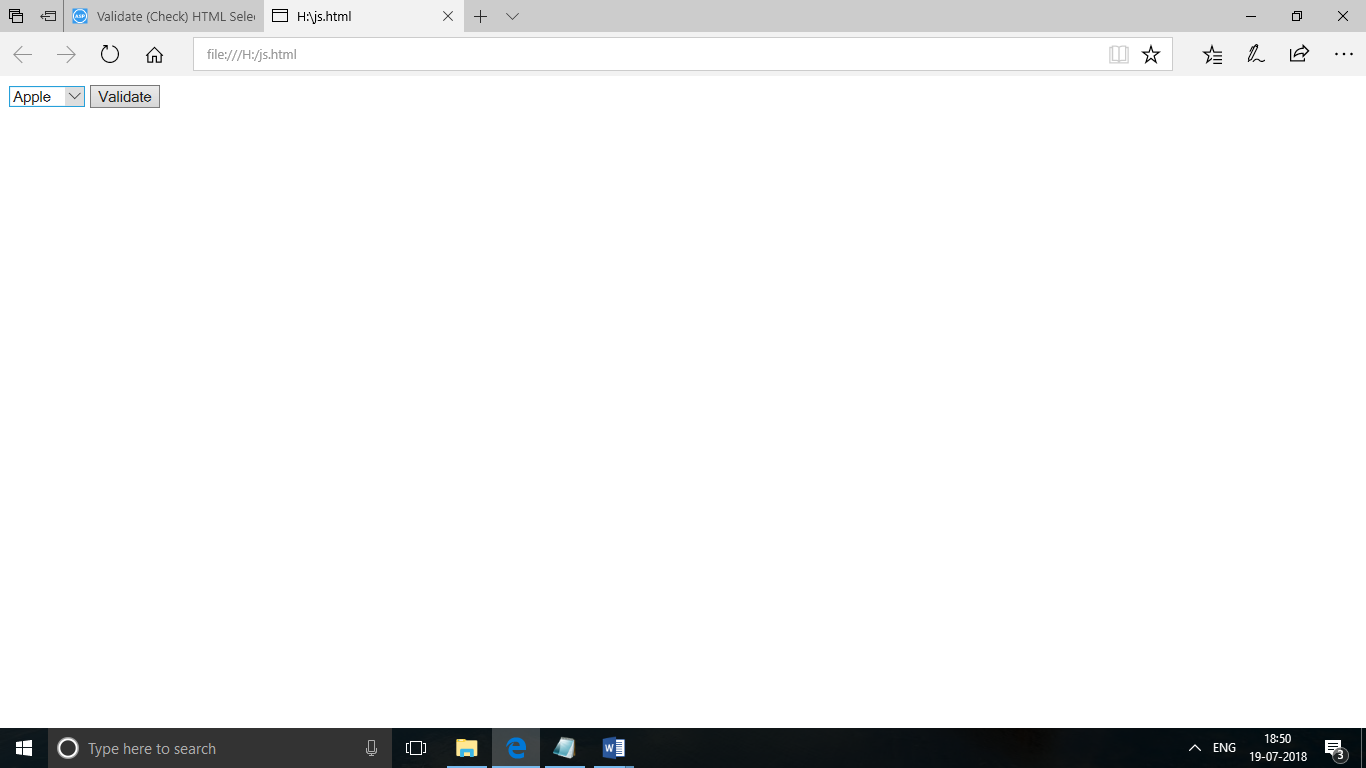 Validate (Check) HTML Sele
H:\js.html
file:///H:/js.html
Apple
Validate
Type here to search
ENG
18:50
19-07-2018
3